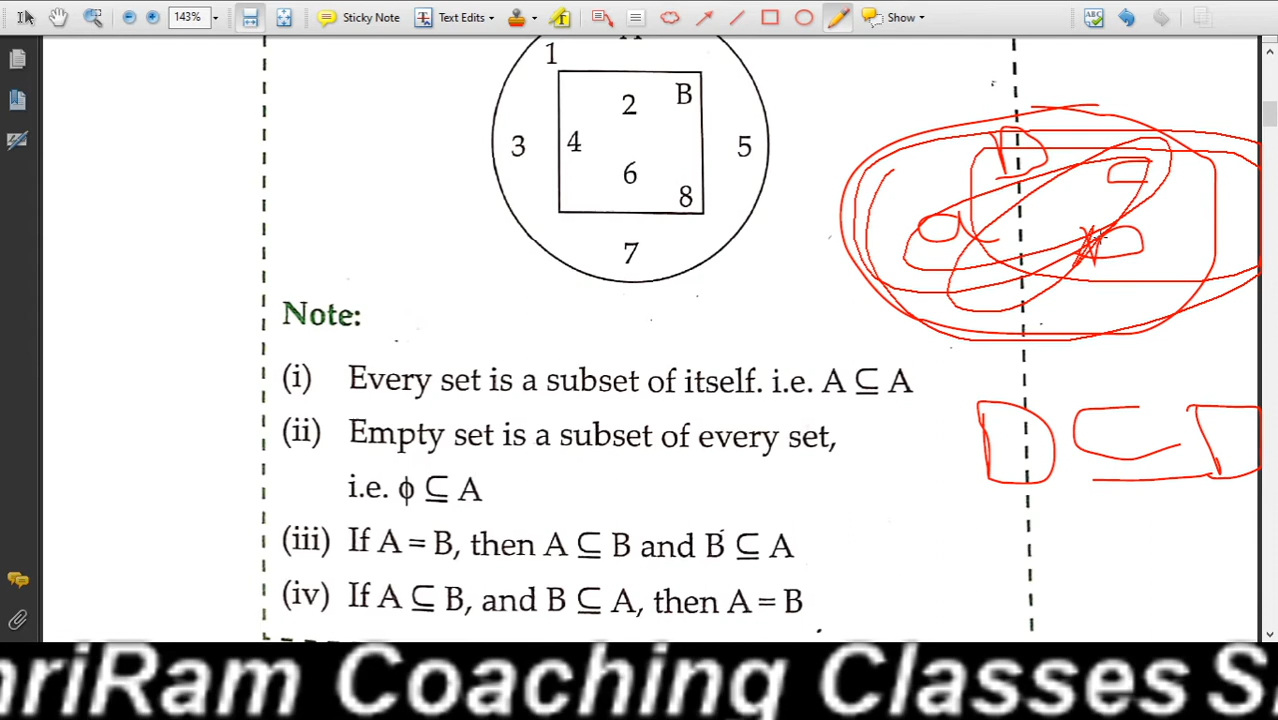 143%
Sticky Note
Text Edits
Show
1
2 B
3 4 5
6
8
7
Note:
(i) Every set is a subset of itself. i.e. A ⊆ A
(ii) Empty set is a subset of every set,
i.e. ϕ ⊆ A
(iii) If A = B, then A ⊆ B and B ⊆ A
(iv) If A ⊆ B, and B ⊆ A, then A = B
D ⊆ D
hriRam Coaching Classes S